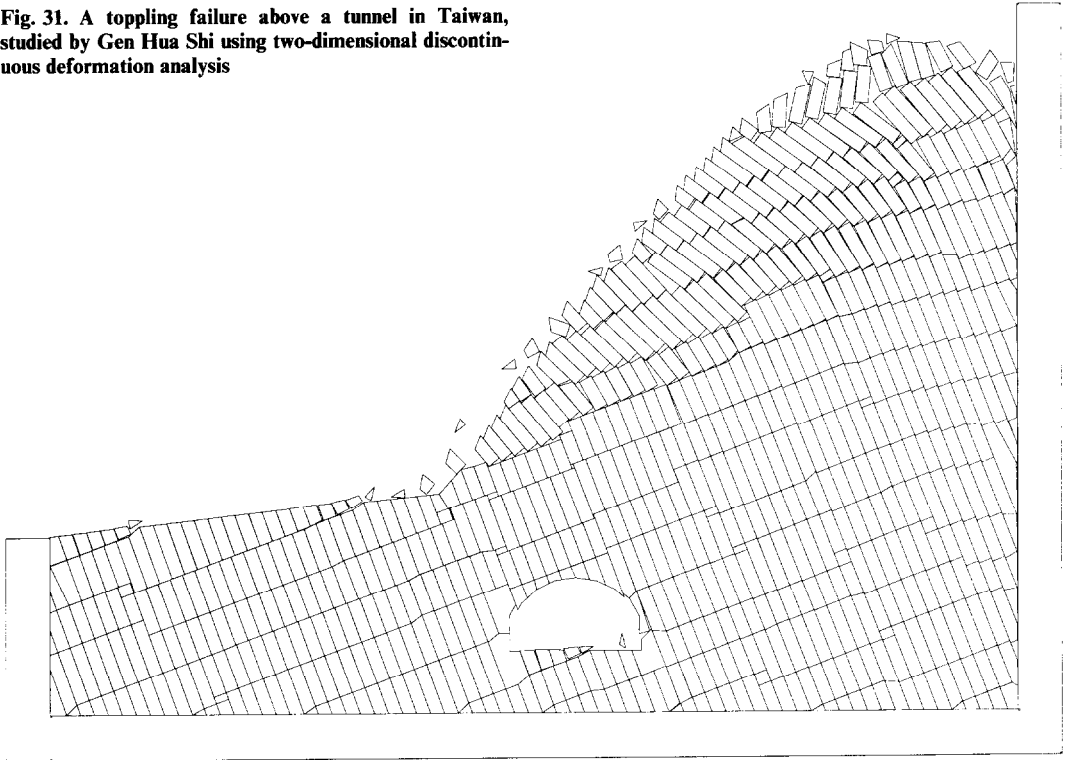 Fig. 31. A toppling failure above a tunnel in Taiwan,
studied by Gen Hua Shi using two-dimensional discontin-
uous deformation analysis